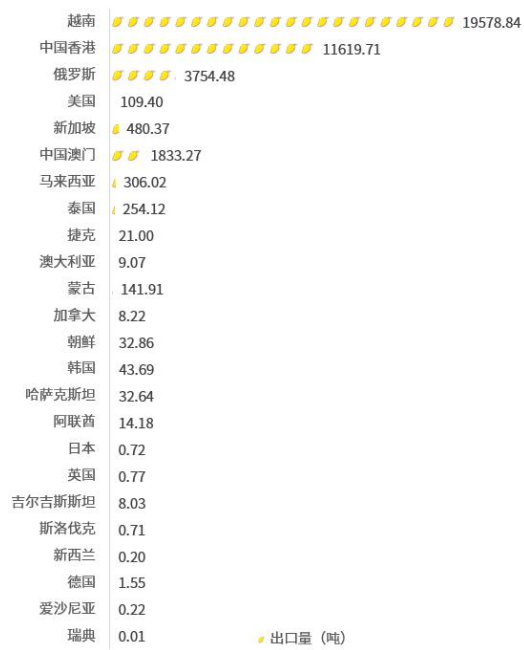 越南 19578.84
中国香港 11619.71
俄罗斯 3754.48
美国 109.40
新加坡 480.37
中国澳门 1833.27
马来西亚 306.02
泰国 254.12
捷克 21.00
澳大利亚 9.07
蒙古 141.91
加拿大 8.22
朝鲜 32.86
韩国 43.69
哈萨克斯坦 32.64
阿联酋 14.18
日本 0.72
英国 0.77
吉尔吉斯斯坦 8.03
斯洛伐克 0.71
新西兰 0.20
德国 1.55
爱沙尼亚 0.22
瑞典 0.01
出口量（吨）